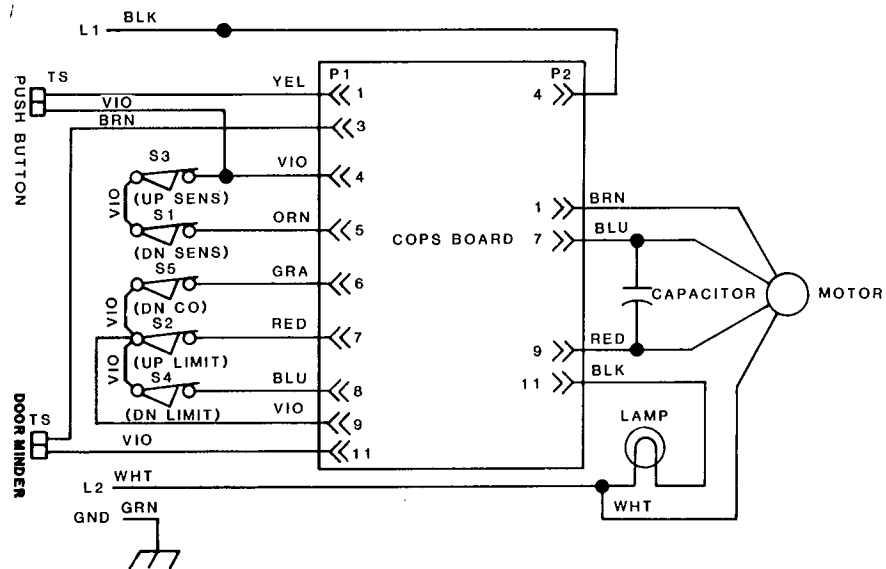 BLK
L1
P1
P2
TS
YEL
1
4
VIO
BRN
3
PUSH BUTTON
S3
VIO
4
(UP SENS)
VIO
S1
ORN
5
(DN SENS)
1
BRN
7
BLU
COPS BOARD
S5
GRA
6
(DN CO)
CAPACITOR
MOTOR
VIO
S2
RED
7
(UP LIMIT)
VIO
9
RED
S4
BLU
8
11
BLK
(DN LIMIT)
VIO
9
DOOR MINDER
TS
LAMP
VIO
11
L2
WHT
WHT
GND
GRN